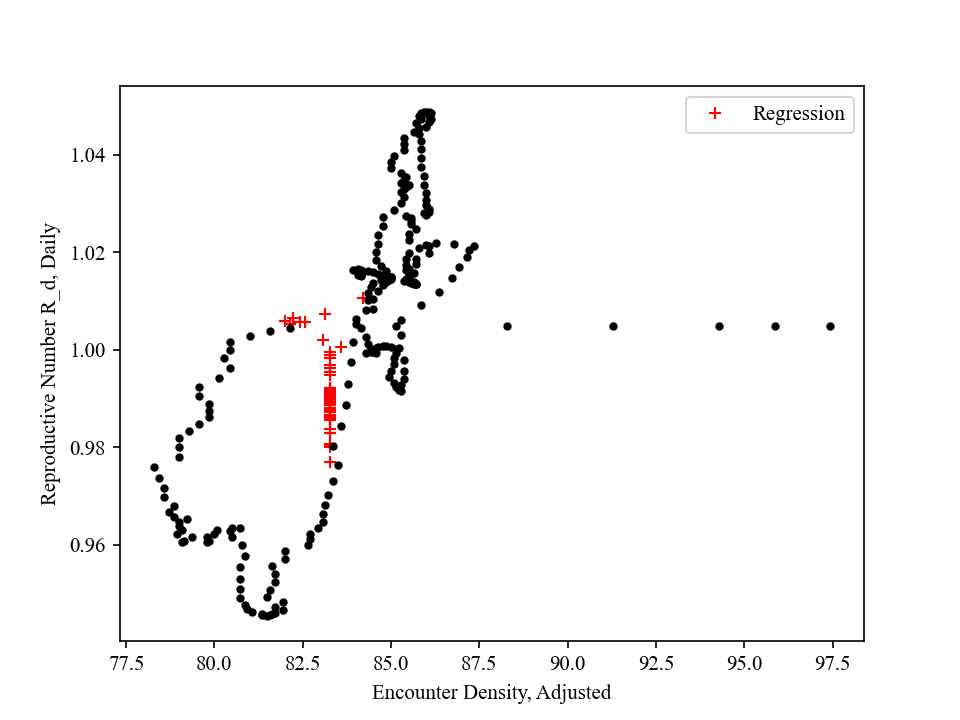 Regression
Reproductive Number R_d, Daily
1.04
1.02
1.00
0.98
0.96
77.5 80.0 82.5 85.0 87.5 90.0 92.5 95.0 97.5
Encounter Density, Adjusted